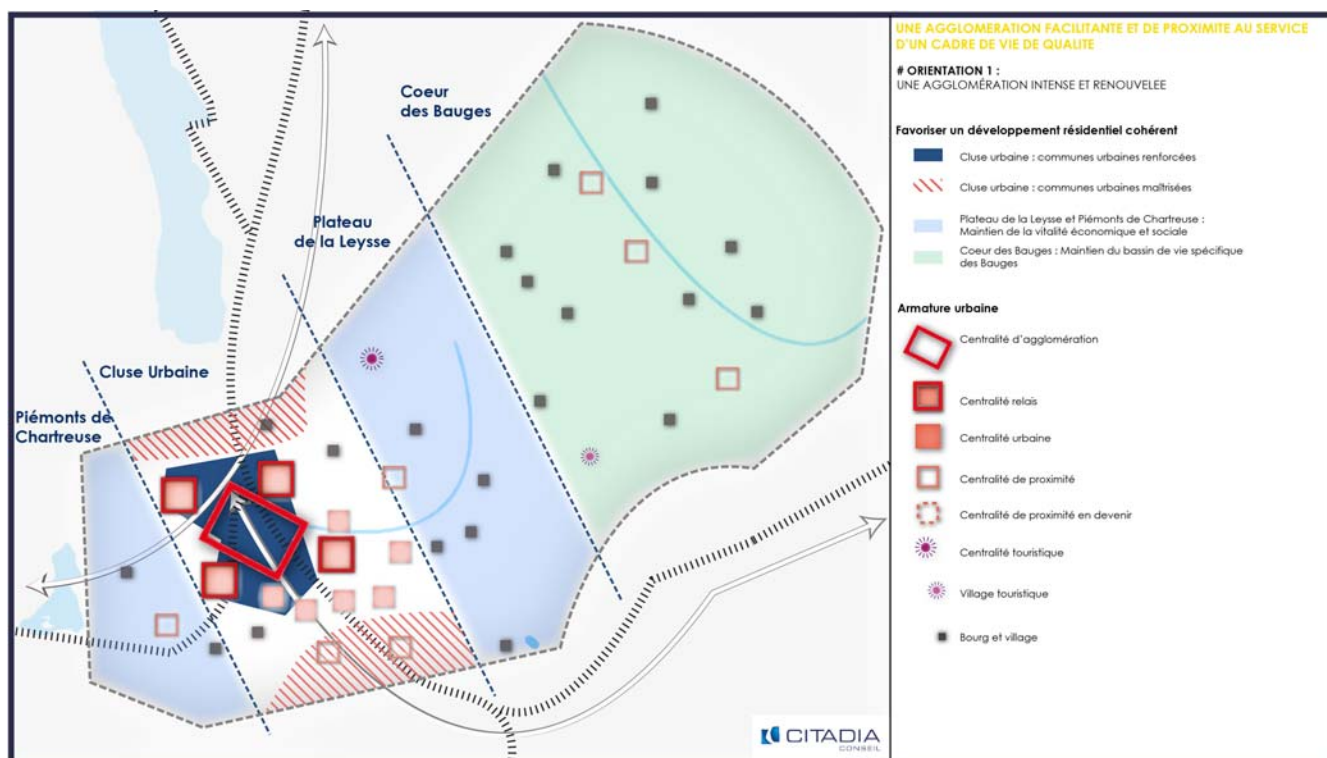 Coeur
des Bauges
Plateau
de la Leysse
Cluse Urbaine
Piémonts de
Chartreuse
CITADIA
CONSEIL
UNE AGGLOMERATION FACILITANTE ET DE PROXIMITE AU SERVICE
D'UN CADRE DE VIE DE QUALITE
# ORIENTATION 1 :
UNE AGGLOMÉRATION INTENSE ET RENOUVELEE
Favoriser un développement résidentiel cohérent
Cluse urbaine : communes urbaines renforcées
Cluse urbaine : communes urbaines maîtrisées
Plateau de la Leysse et Piémonts de Chartreuse :
Maintien de la vitalité économique et sociale
Coeur des Bauges : Maintien du bassin de vie spécifique
des Bauges
Armature urbaine
Centralité d'agglomération
Centralité relais
Centralité urbaine
Centralité de proximité
Centralité de proximité en devenir
Centralité touristique
Village touristique
Bourg et village